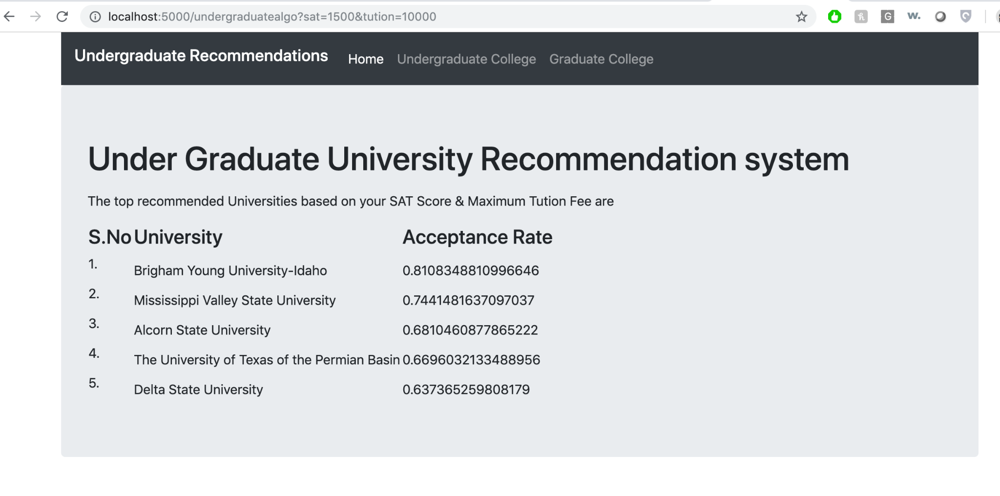 localhost:5000/undergraduatealgo?sat=1500&tution=10000
G w.
Undergraduate Recommendations Home Undergraduate College Graduate College
Under Graduate University Recommendation system
The top recommended Universities based on your SAT Score & Maximum Tution Fee are
S.No University Acceptance Rate
1. Brigham Young University-Idaho 0.8108348810996646
2. Mississippi Valley State University 0.7441481637097037
3. Alcorn State University 0.6810460877865222
4. The University of Texas of the Permian Basin 0.6696032133488956
5. Delta State University 0.637365259808179